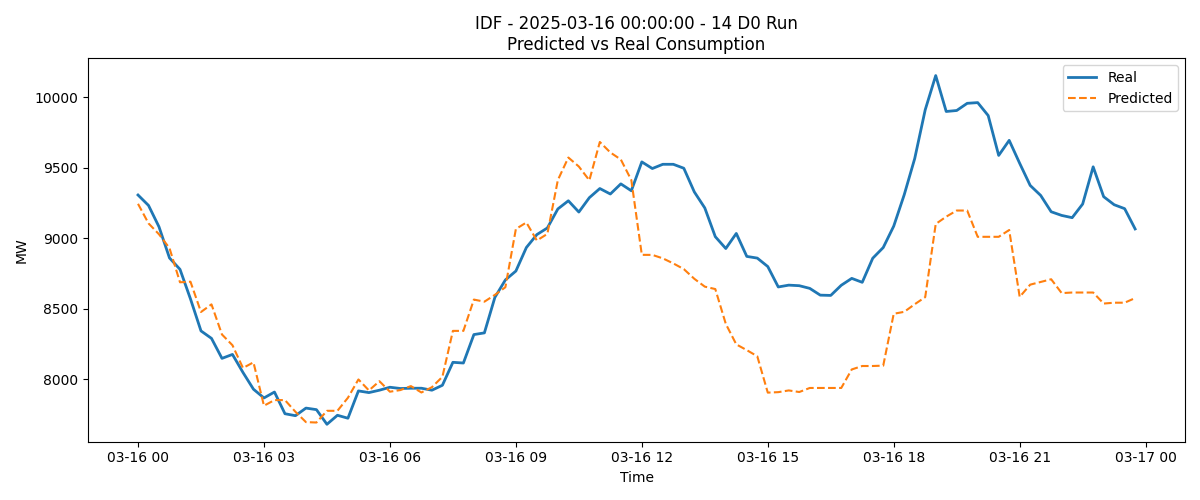 IDF - 2025-03-16 00:00:00 - 14 D0 Run
Predicted vs Real Consumption
Real
Predicted
MW
10000
9500
9000
8500
8000
03-16 00
03-16 03
03-16 06
03-16 09
03-16 12
03-16 15
03-16 18
03-16 21
03-17 00
Time